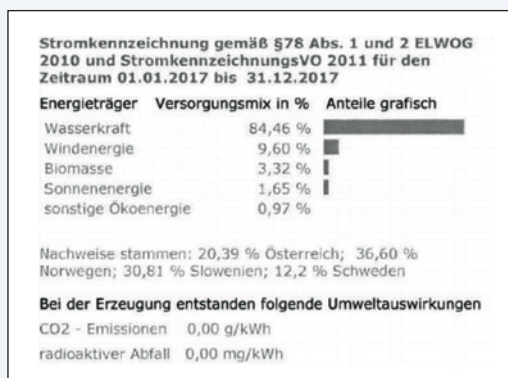 Stromkennzeichnung gemäß §78 Abs. 1 und 2 ELWOG
2010 und StromkennzeichnungsVO 2011 für den
Zeitraum 01.01.2017 bis 31.12.2017
Energieträger Versorgungsmix in % Anteile grafisch
Wasserkraft 84,46 %
Windenergie 9,60 %
Biomasse 3,32 %
Sonnenenergie 1,65 %
sonstige Ökoenergie 0,97 %
Nachweise stammen: 20,39 % Österreich; 36,60 %
Norwegen; 30,81 % Slowenien; 12,2 % Schweden
Bei der Erzeugung entstanden folgende Umweltauswirkungen
CO2 - Emissionen 0,00 g/kWh
radioaktiver Abfall 0,00 mg/kWh